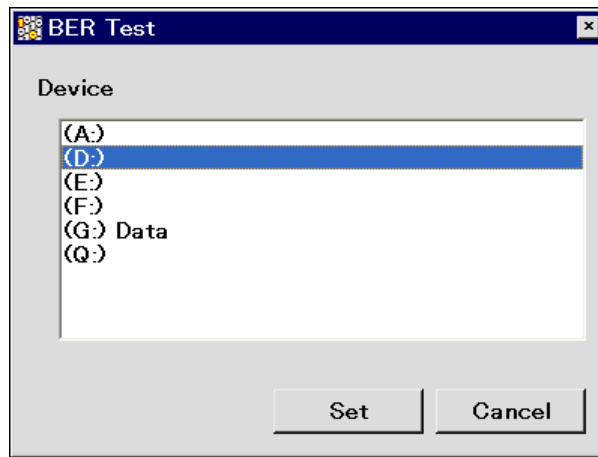 BER Test
Device
(A:)
(D:)
(E:)
(F:)
(G:) Data
(Q:)
Set
Cancel